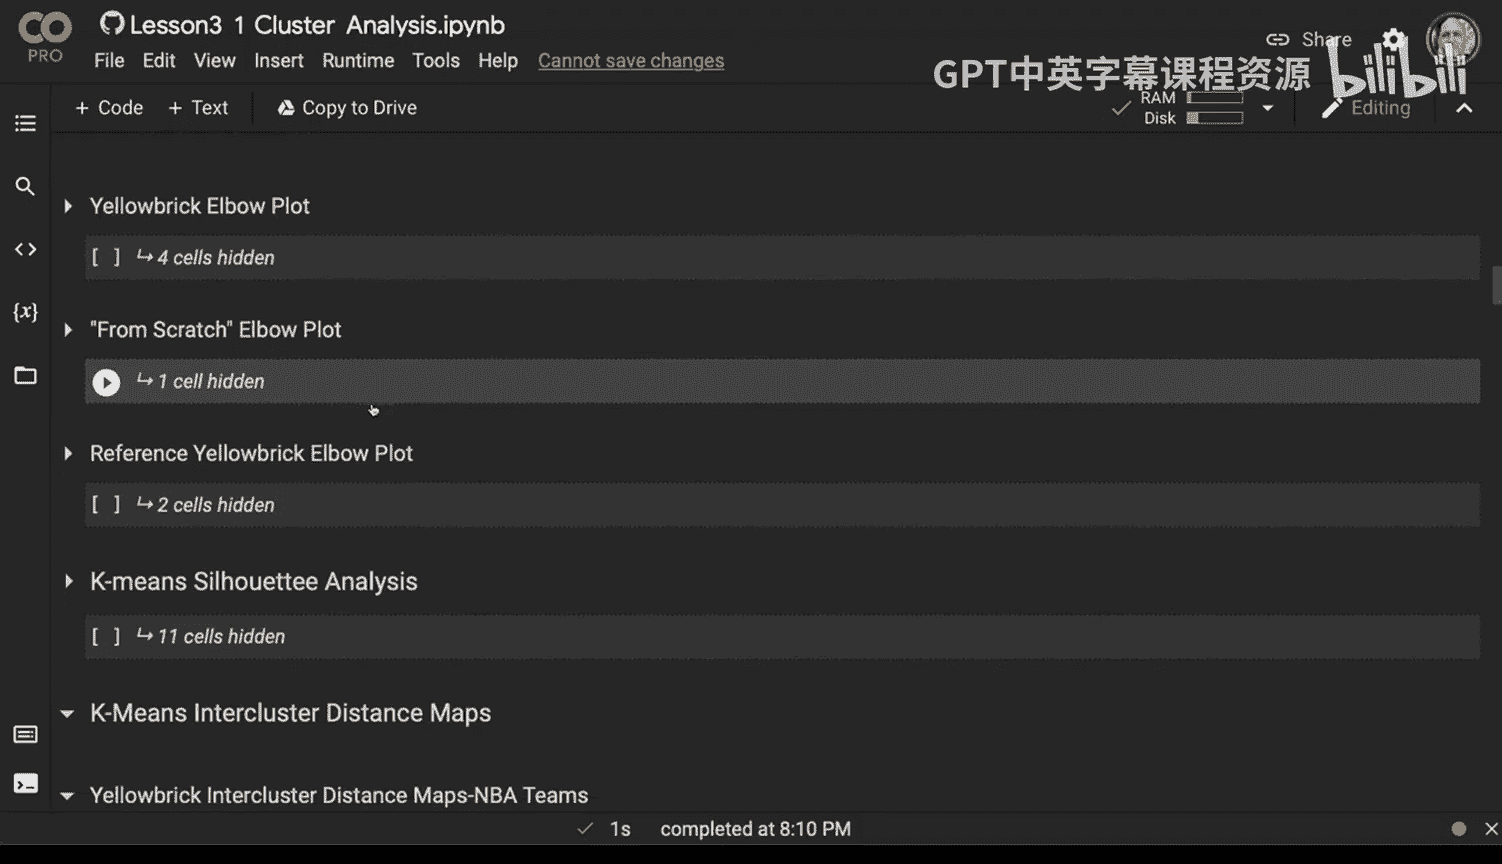 CO
PRO
Lesson3 1 Cluster Analysis.ipynb
File Edit View Insert Runtime Tools Help Cannot save changes
Share
GPT中英字幕课程资源 bilibili
+ Code + Text Copy to Drive
RAM
Disk
Editing
Yellowbrick Elbow Plot
[ ] ↳ 4 cells hidden
"From Scratch" Elbow Plot
↳ 1 cell hidden
Reference Yellowbrick Elbow Plot
[ ] ↳ 2 cells hidden
K-means Silhouettee Analysis
[ ] ↳ 11 cells hidden
K-Means Intercluster Distance Maps
{x}
Yellowbrick Intercluster Distance Maps-NBA Teams
1s completed at 8:10 PM